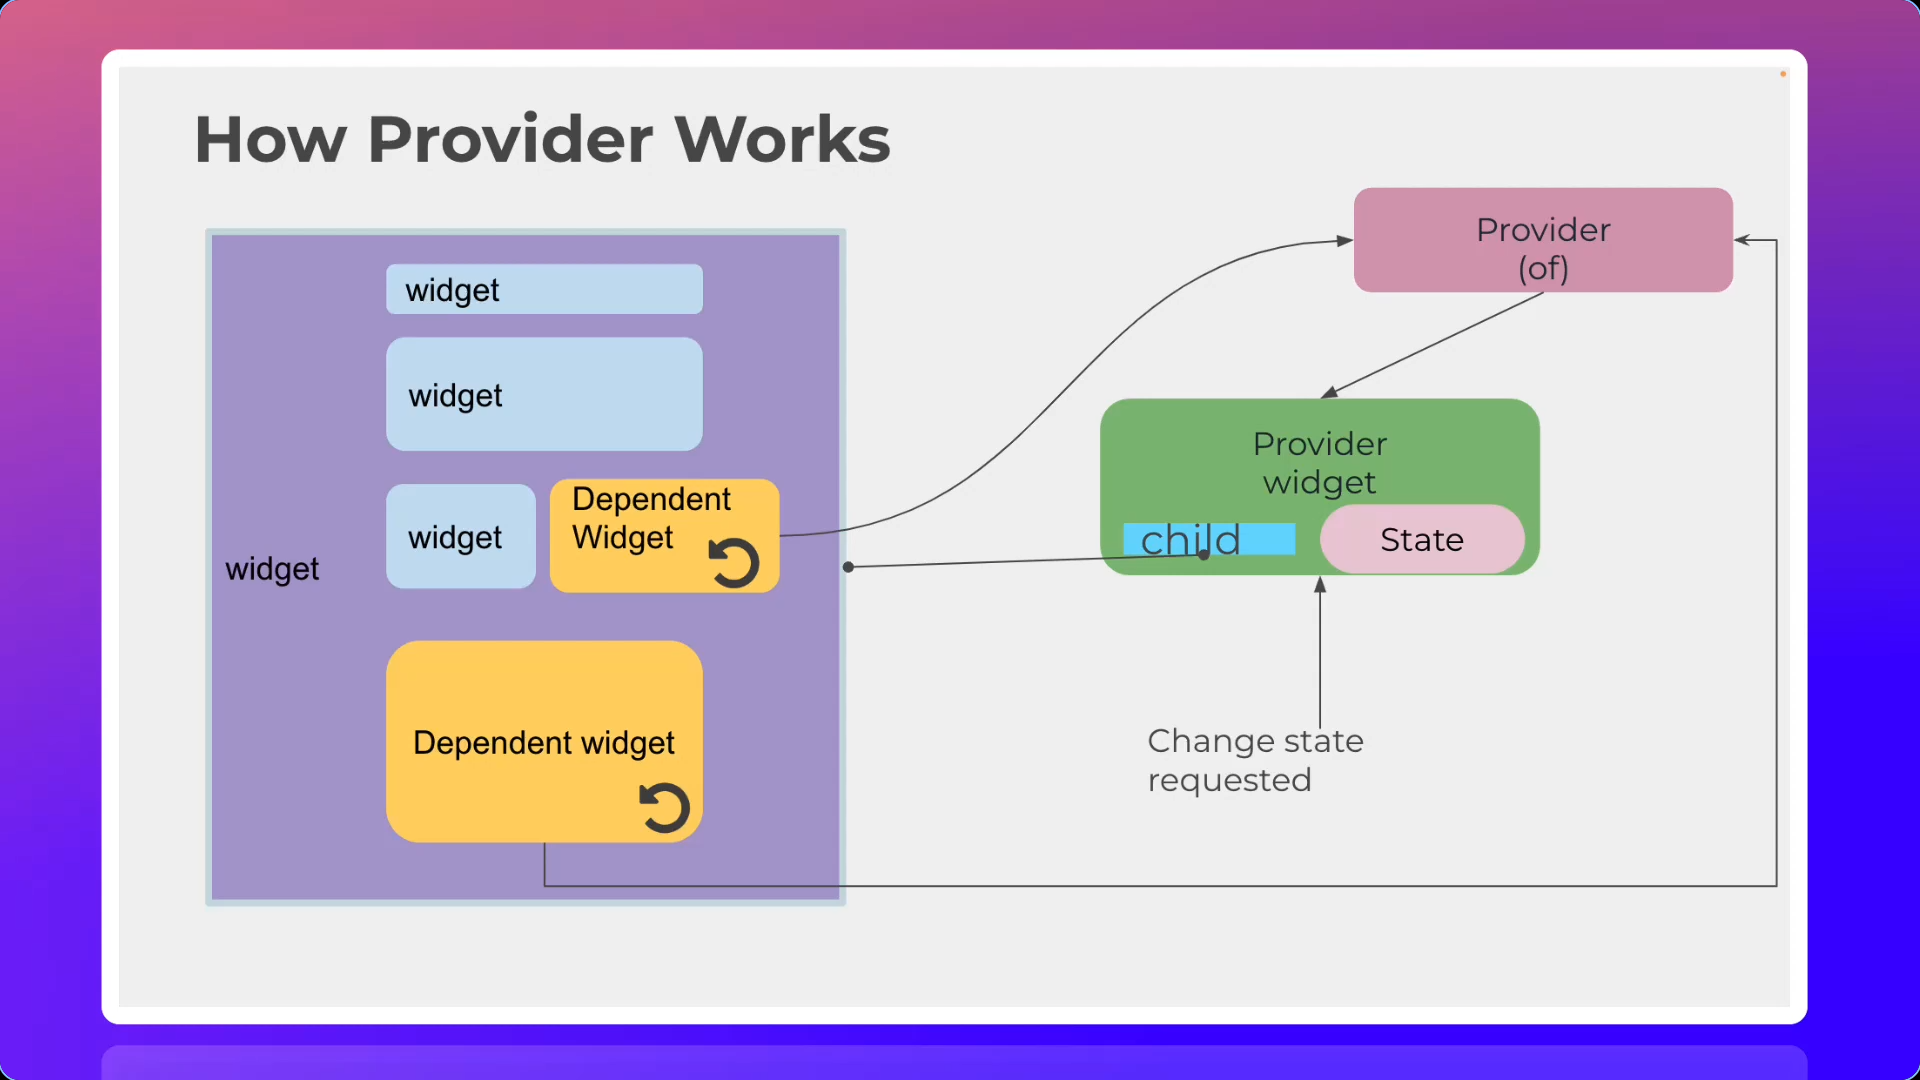 How Provider Works
widget
widget
widget
Dependent
Widget
widget
Dependent widget
Provider
(of)
Provider
widget
child
State
Change state
requested